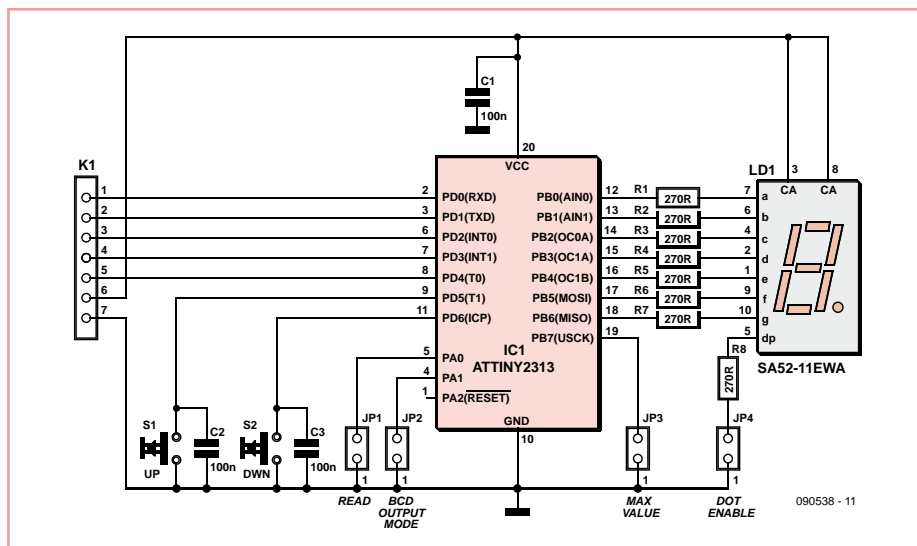 C1
100n
20
VCC
K1
1
2
3
4
5
6
7
2 PD0(RXD)
3 PD1(TXD)
6 PD2(INT0)
7 PD3(INT1)
8 PD4(T0)
9 PD5(T1)
11 PD6(ICP)
5 PA0
4 PA1
1 PA2(RESET)
PB0(AIN0) 12
PB1(AIN1) 13
PB2(OC0A) 14
PB3(OC1A) 15
PB4(OC1B) 16
PB5(MOSI) 17
PB6(MISO) 18
PB7(USCK) 19
IC1
ATTINY2313
GND
10
R1 270R
R2 270R
R3 270R
R4 270R
R5 270R
R6 270R
R7 270R
LD1
3 8
CA CA
7 a
6 b
4 c
2 d
1 e
9 f
10 g
5 dp
SA52-11EWA
R8
270R
S1
UP
C2
100n
S2
DWN
C3
100n
JP1
1
READ
JP2
1
BCD
OUTPUT
MODE
JP3
1
MAX
VALUE
JP4
1
DOT
ENABLE
090538 - 11